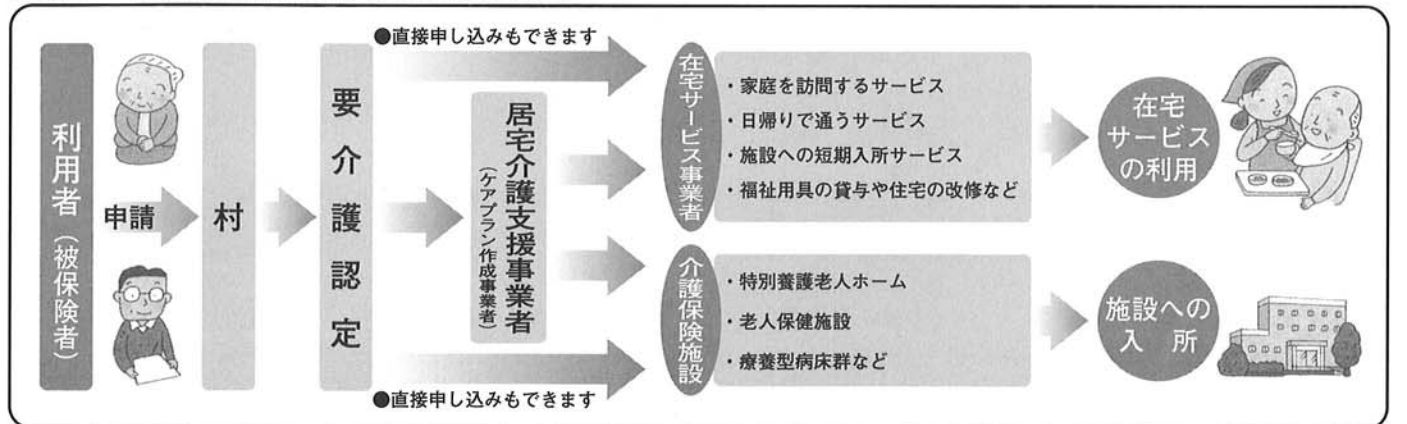 利用者（被保険者）
申請
村
要介護認定
●直接申し込みもできます
居宅介護支援事業者
（ケアプラン作成事業者）
●直接申し込みもできます
在宅サービス事業者
・家庭を訪問するサービス
・日帰りで通うサービス
・施設への短期入所サービス
・福祉用具の貸与や住宅の改修など
在宅
サービス
の利用
介護保険施設
・特別養護老人ホーム
・老人保健施設
・療養型病床群など
施設への
入所